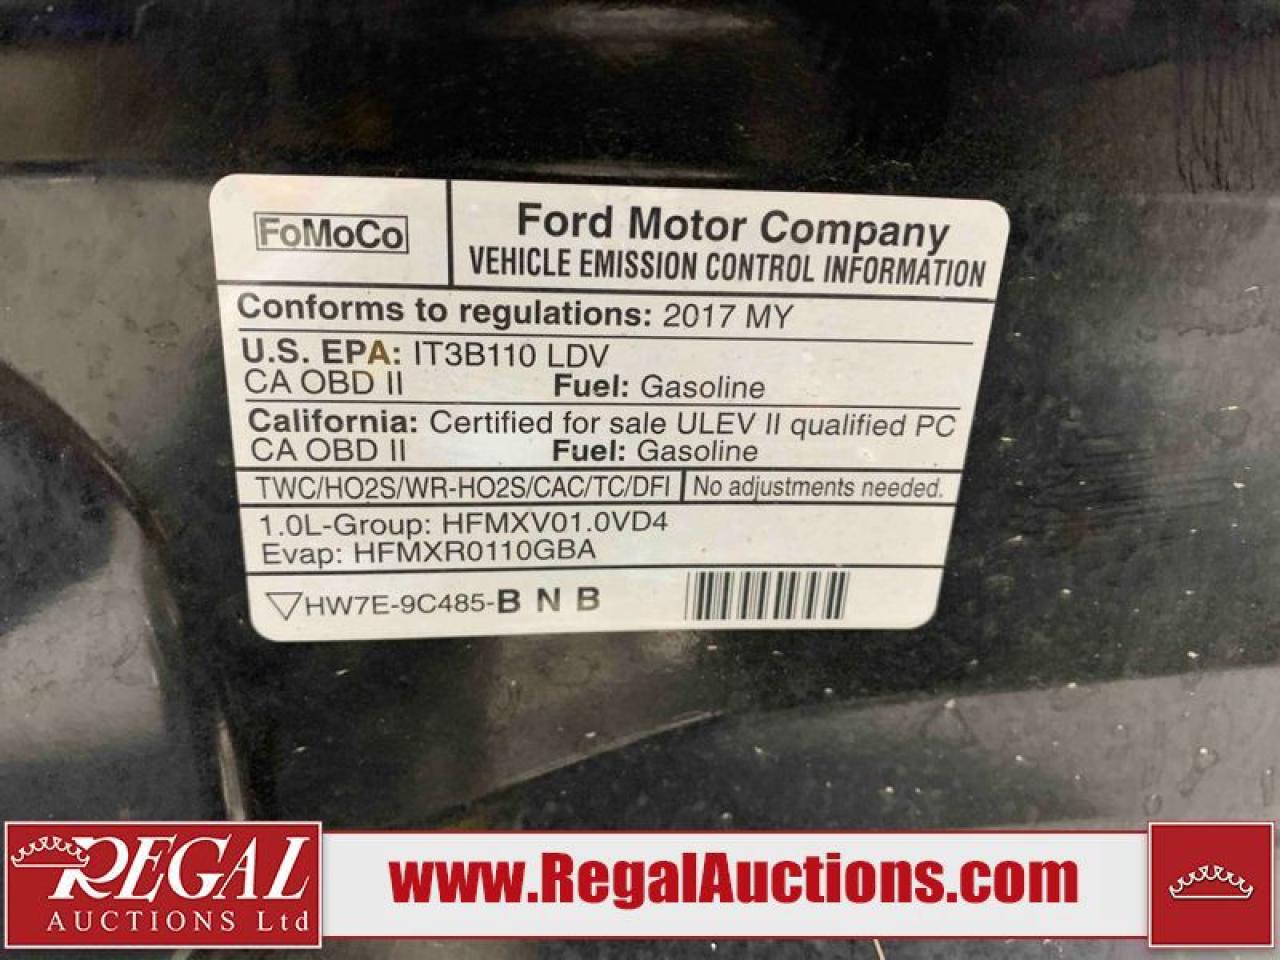 FoMoCo
Ford Motor Company
VEHICLE EMISSION CONTROL INFORMATION
Conforms to regulations: 2017 MY
U.S. EPA: IT3B110 LDV
CA OBD II Fuel: Gasoline
California: Certified for sale ULEV II qualified PC
CA OBD II Fuel: Gasoline
TWC/HO2S/WR-HO2S/CAC/TC/DFI No adjustments needed.
1.0L-Group: HFMXV01.0VD4
Evap: HFMXR0110GBA
HW7E-9C485-B N B
REGAL
AUCTIONS Ltd
www.RegalAuctions.com